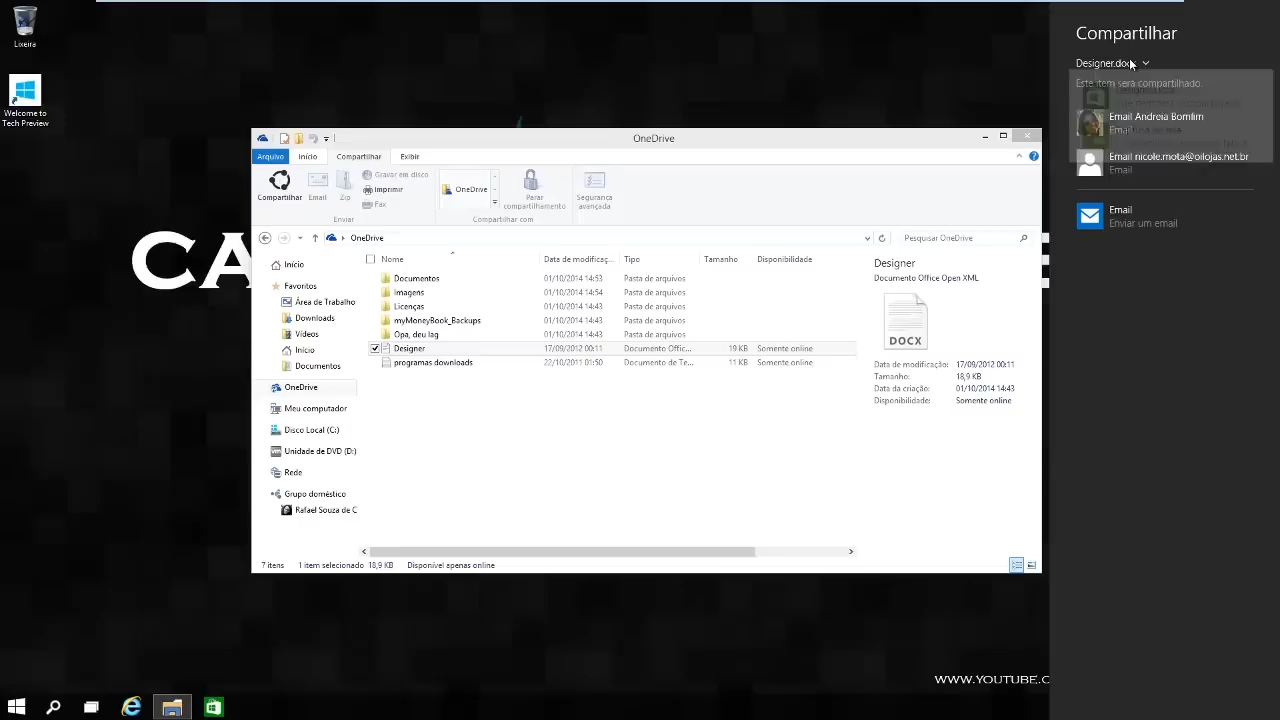 Lixeira
Welcome to
Tech Preview
CA
WWW.YOUTUBE.C
OneDrive
Arquivo
Início
Compartilhar
Exibir
Compartilhar
Email
Zip
Gravar em disco
Imprimir
Fax
Enviar
OneDrive
Parar
compartilhamento
Compartilhar com
Segurança
avançada
OneDrive
Pesquisar OneDrive
Início
Favoritos
Área de Trabalho
Downloads
Vídeos
Início
Documentos
OneDrive
Meu computador
Disco Local (C:)
Unidade de DVD (D:)
Rede
Grupo doméstico
Rafael Souza de C
Nome Data de modificaç... Tipo Tamanho Disponibilidade
Documentos 01/10/2014 14:53 Pasta de arquivos
Imagens 01/10/2014 14:54 Pasta de arquivos
Licenças 01/10/2014 14:43 Pasta de arquivos
myMoneyBook_Backups 01/10/2014 14:43 Pasta de arquivos
Opa, deu lag 01/10/2014 14:43 Pasta de arquivos
Designer 17/09/2012 00:11 Documento Offic... 19 KB Somente online
programas downloads 22/10/2011 01:50 Documento de Te... 11 KB Somente online
Designer
Documento Office Open XML
DOCX
Data de modificação: 17/09/2012 00:11
Tamanho: 18,9 KB
Data da criação: 01/10/2014 14:43
Disponibilidade: Somente online
7 itens 1 item selecionado 18,9 KB Disponível apenas online
Compartilhar
Designer.docx
Este item será compartilhado.
Email Andreia Bomfim
Email
Email nicole.mota@oilojas.net.br
Email
Email
Enviar um email